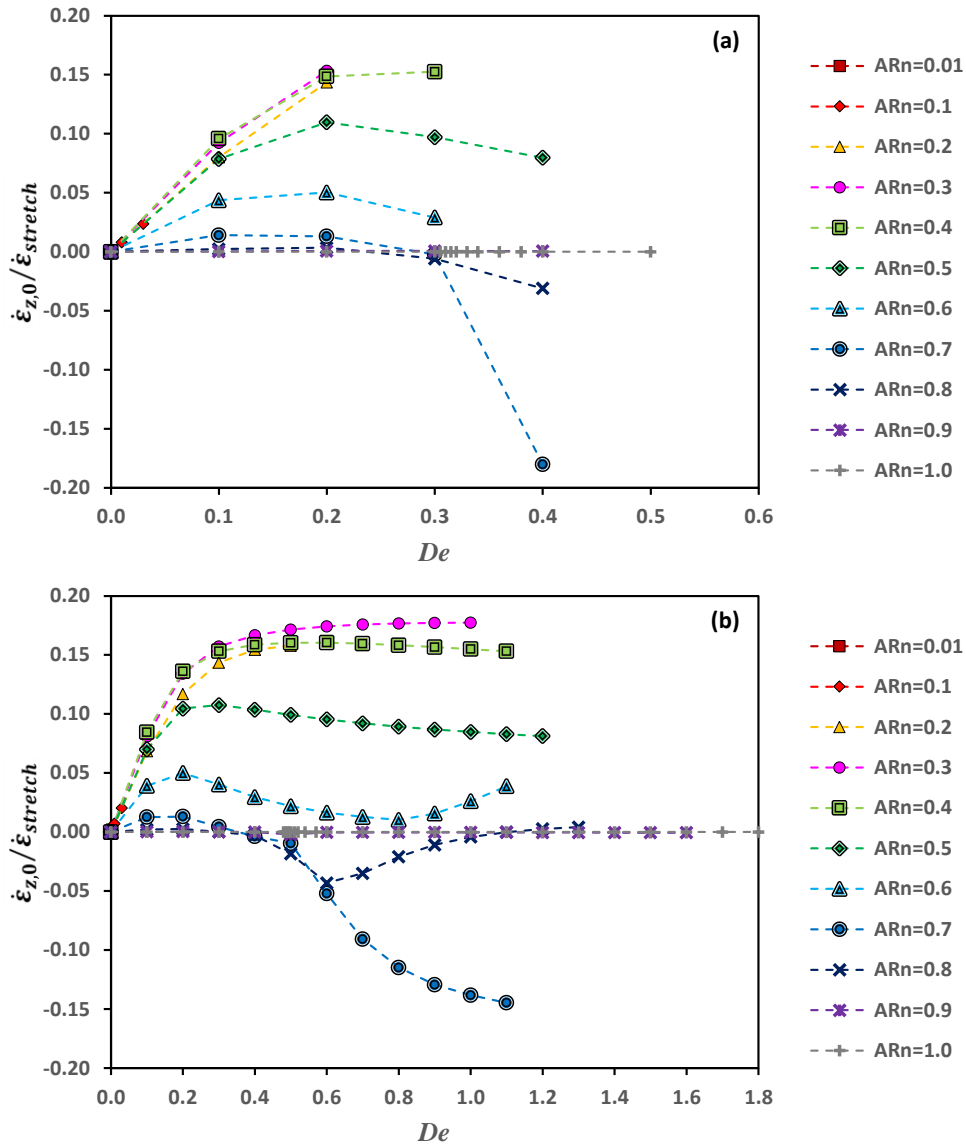 0.20
(a)
0.15
0.10
0.05
0.00
-0.05
-0.10
-0.15
-0.20
ε̇z,0/ε̇stretch
0.0 0.1 0.2 0.3 0.4 0.5 0.6
De
ARn=0.01
ARn=0.1
ARn=0.2
ARn=0.3
ARn=0.4
ARn=0.5
ARn=0.6
ARn=0.7
ARn=0.8
ARn=0.9
ARn=1.0
0.20
(b)
0.15
0.10
0.05
0.00
-0.05
-0.10
-0.15
-0.20
ε̇z,0/ε̇stretch
0.0 0.2 0.4 0.6 0.8 1.0 1.2 1.4 1.6 1.8
De
ARn=0.01
ARn=0.1
ARn=0.2
ARn=0.3
ARn=0.4
ARn=0.5
ARn=0.6
ARn=0.7
ARn=0.8
ARn=0.9
ARn=1.0